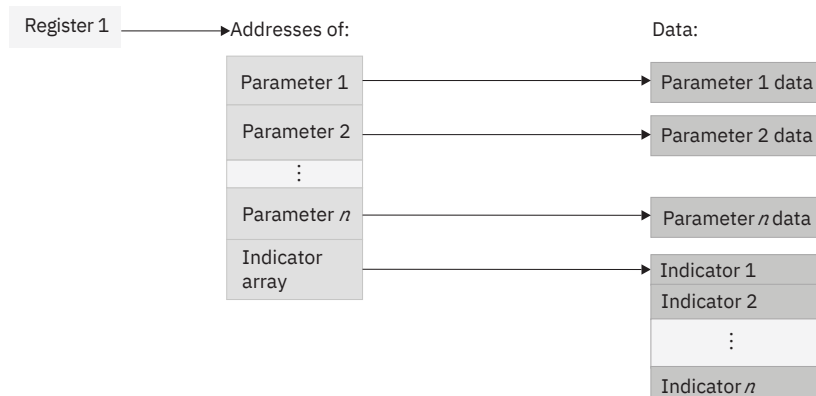 Register 1
Addresses of:
Data:
Parameter 1
Parameter 1 data
Parameter 2
Parameter 2 data
⋮
Parameter n
Parameter n data
Indicator
array
Indicator 1
Indicator 2
⋮
Indicator n